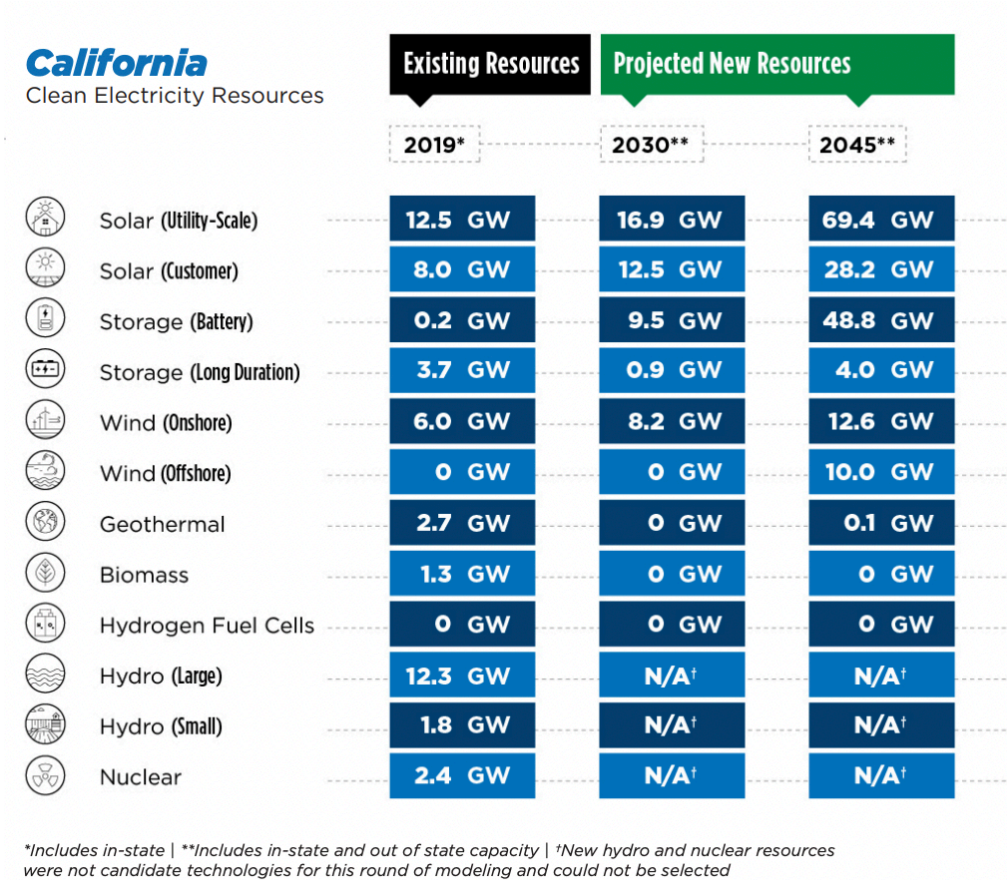 California
Clean Electricity Resources
Existing Resources Projected New Resources
2019* 2030** 2045**
Solar (Utility-Scale) 12.5 GW 16.9 GW 69.4 GW
Solar (Customer) 8.0 GW 12.5 GW 28.2 GW
Storage (Battery) 0.2 GW 9.5 GW 48.8 GW
Storage (Long Duration) 3.7 GW 0.9 GW 4.0 GW
Wind (Onshore) 6.0 GW 8.2 GW 12.6 GW
Wind (Offshore) 0 GW 0 GW 10.0 GW
Geothermal 2.7 GW 0 GW 0.1 GW
Biomass 1.3 GW 0 GW 0 GW
Hydrogen Fuel Cells 0 GW 0 GW 0 GW
Hydro (Large) 12.3 GW N/A† N/A†
Hydro (Small) 1.8 GW N/A† N/A†
Nuclear 2.4 GW N/A† N/A†
*Includes in-state | **Includes in-state and out of state capacity | †New hydro and nuclear resources
were not candidate technologies for this round of modeling and could not be selected